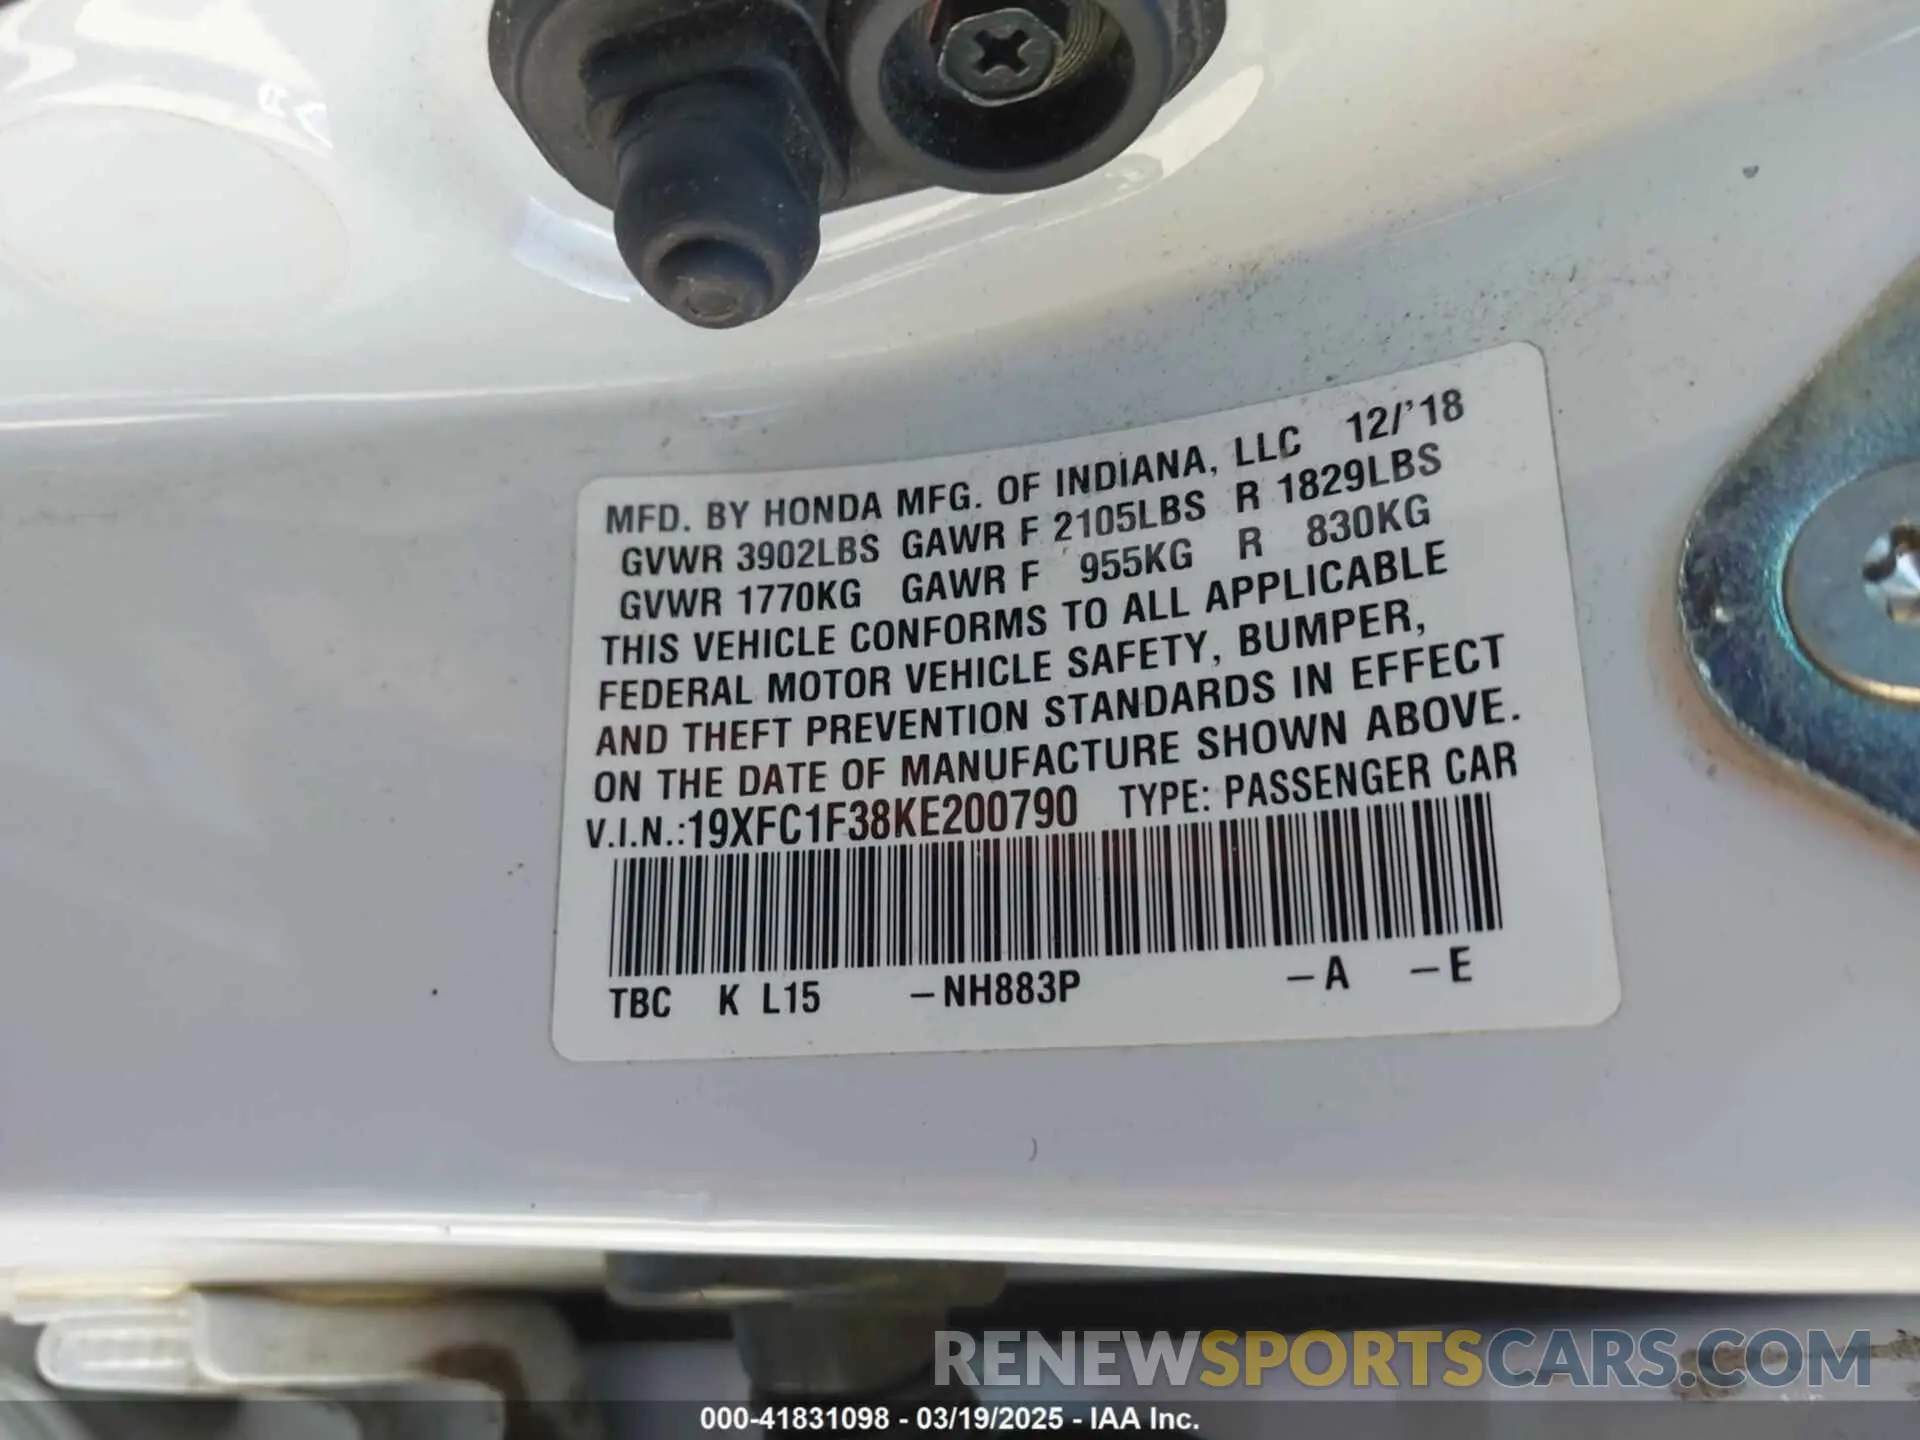 MFD. BY HONDA MFG. OF INDIANA, LLC 12/'18
GVWR 3902LBS GAWR F 2105LBS R 1829LBS
GVWR 1770KG GAWR F 955KG R 830KG
THIS VEHICLE CONFORMS TO ALL APPLICABLE
FEDERAL MOTOR VEHICLE SAFETY, BUMPER,
AND THEFT PREVENTION STANDARDS IN EFFECT
ON THE DATE OF MANUFACTURE SHOWN ABOVE.
V.I.N.:19XFC1F38KE200790 TYPE: PASSENGER CAR
TBC K L15 –NH883P –A –E
RENEWSPORTSCARS.COM
000-41831098 - 03/19/2025 - IAA Inc.